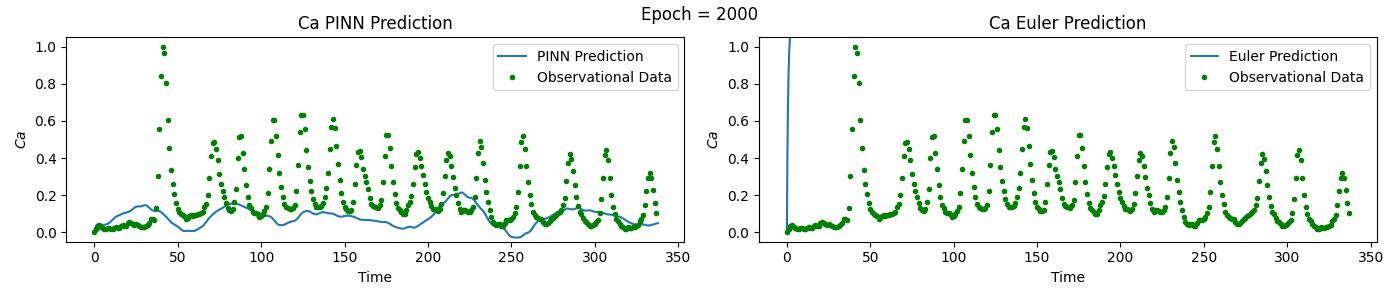 Epoch = 2000
Ca PINN Prediction
Ca
1.0
0.8
0.6
0.4
0.2
0.0
PINN Prediction
Observational Data
0 50 100 150 200 250 300 350
Time
Ca Euler Prediction
Ca
1.0
0.8
0.6
0.4
0.2
0.0
Euler Prediction
Observational Data
0 50 100 150 200 250 300 350
Time